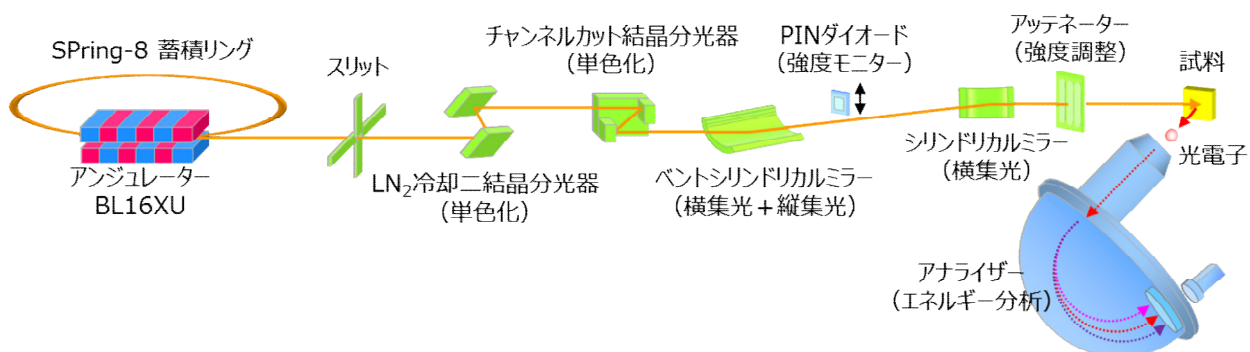 SPring-8 蓄積リング
アンジュレーター
BL16XU
スリット
LN₂冷却二結晶分光器
(単色化)
チャンネルカット結晶分光器
(単色化)
ベントシリンドリカルミラー
(横集光+縦集光)
PINダイオード
(強度モニター)
シリンドリカルミラー
(横集光)
アッテネーター
(強度調整)
試料
光電子
アナライザー
(エネルギー分析)